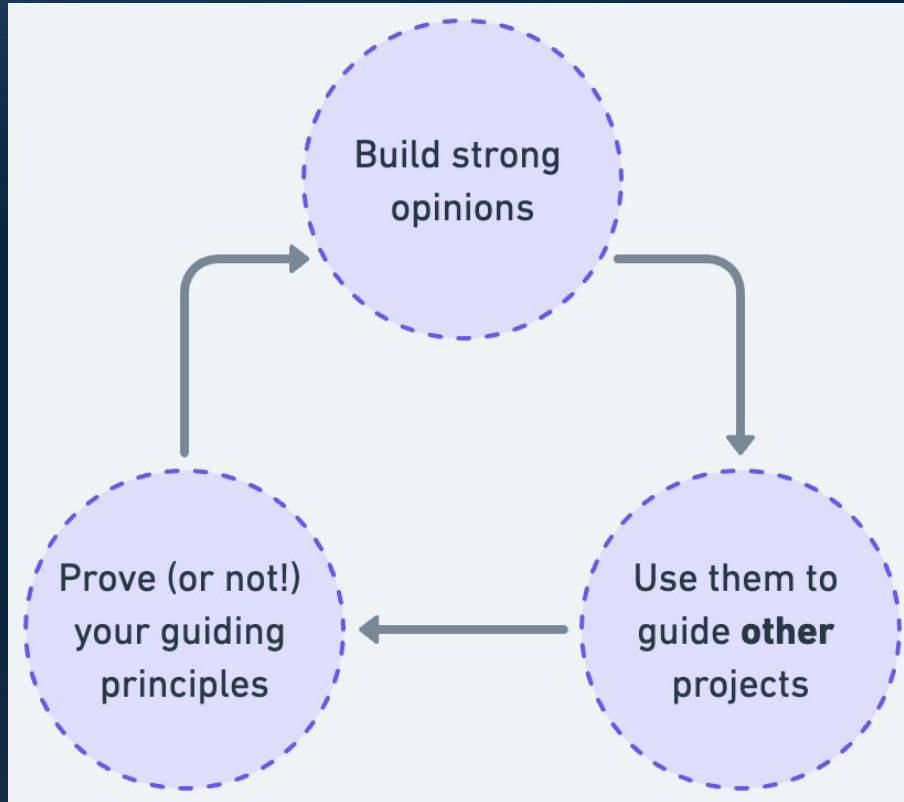 Build strong
opinions
Use them to
guide other
projects
Prove (or not!)
your guiding
principles